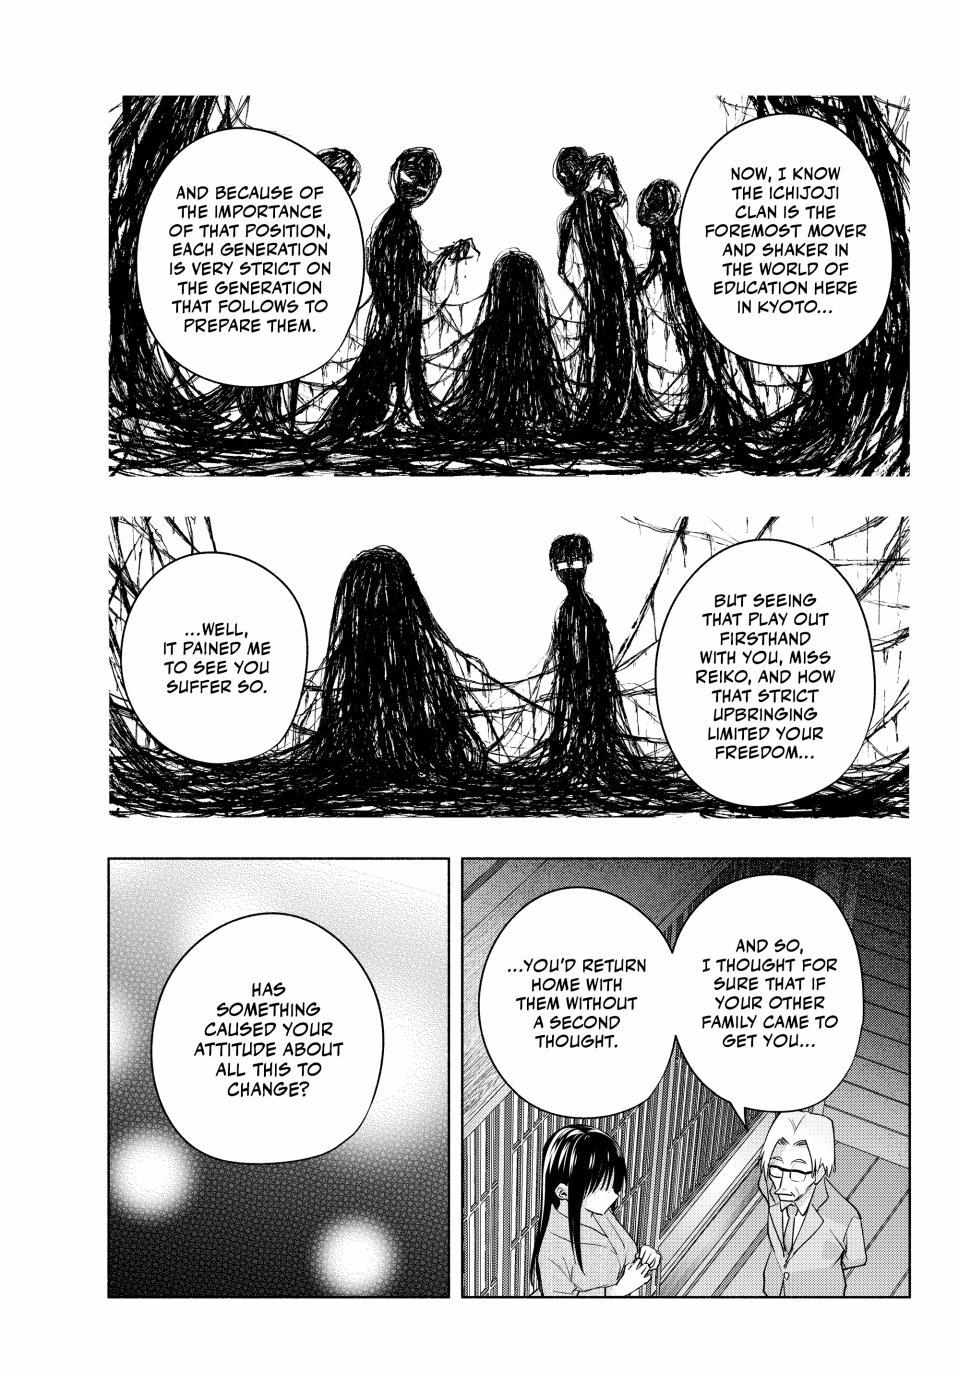 NOW, I KNOW
THE ICHIJOJI
CLAN IS THE
FOREMOST MOVER
AND SHAKER IN
THE WORLD OF
EDUCATION HERE
IN KYOTO...
AND BECAUSE OF
THE IMPORTANCE
OF THAT POSITION,
EACH GENERATION
IS VERY STRICT ON
THE GENERATION
THAT FOLLOWS TO
PREPARE THEM.
BUT SEEING
THAT PLAY OUT
FIRSTHAND
WITH YOU, MISS
REIKO, AND HOW
THAT STRICT
UPBRINGING
LIMITED YOUR
FREEDOM...
...WELL,
IT PAINED ME
TO SEE YOU
SUFFER SO.
AND SO,
I THOUGHT FOR
SURE THAT IF
YOUR OTHER
FAMILY CAME TO
GET YOU...
...YOU'D RETURN
HOME WITH
THEM WITHOUT
A SECOND
THOUGHT.
HAS
SOMETHING
CAUSED YOUR
ATTITUDE ABOUT
ALL THIS TO
CHANGE?